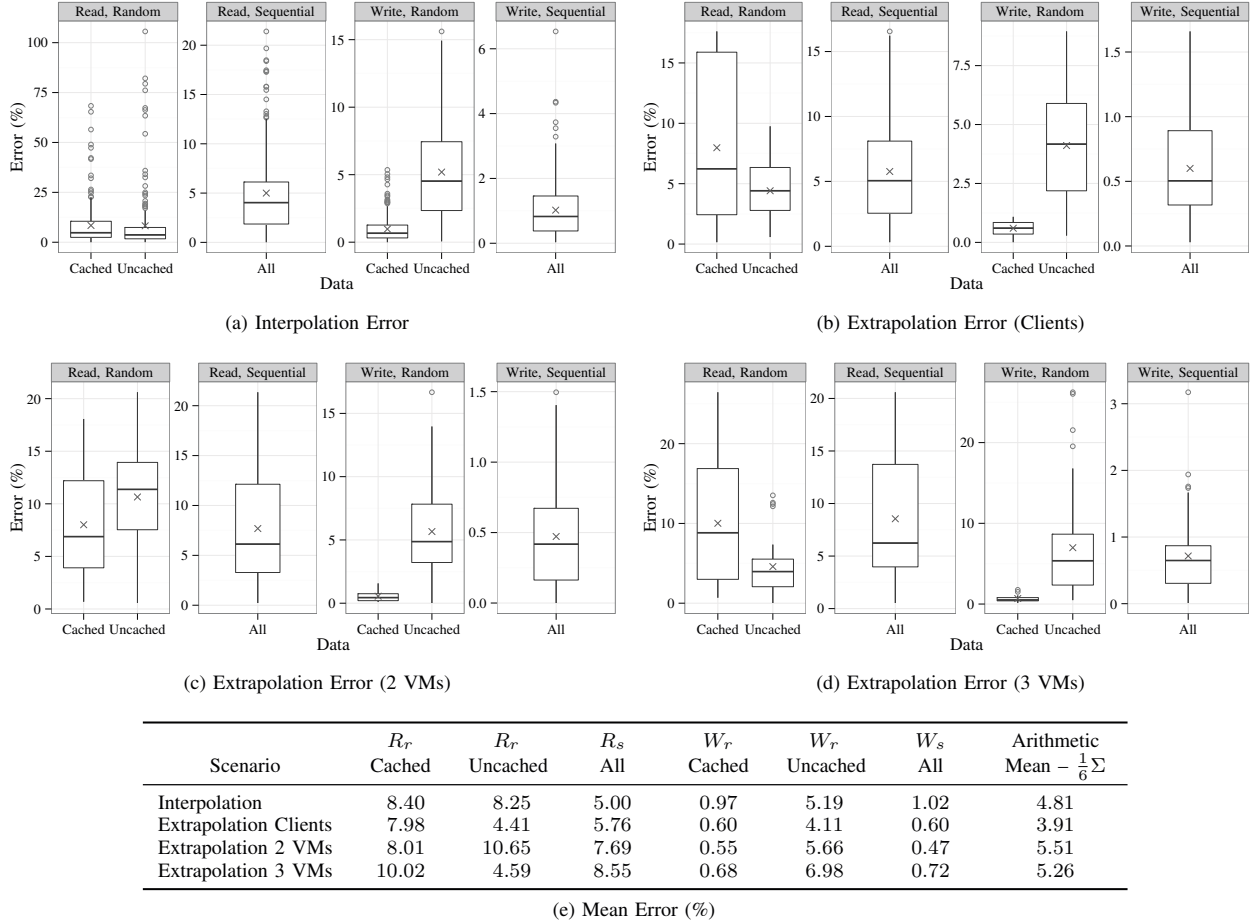 Read, Random
Read, Sequential
Write, Random
Write, Sequential
Error (%)
100
75
50
25
0
20
15
10
5
0
15
10
5
0
6
4
2
0
Cached Uncached
All
Cached Uncached
All
Data
(a) Interpolation Error
Read, Random
Read, Sequential
Write, Random
Write, Sequential
Error (%)
15
10
5
0
15
10
5
0
7.5
5.0
2.5
0.0
1.5
1.0
0.5
0.0
Cached Uncached
All
Cached Uncached
All
Data
(b) Extrapolation Error (Clients)
Read, Random
Read, Sequential
Write, Random
Write, Sequential
Error (%)
20
15
10
5
0
20
15
10
5
0
15
10
5
0
1.5
1.0
0.5
0.0
Cached Uncached
All
Cached Uncached
All
Data
(c) Extrapolation Error (2 VMs)
Read, Random
Read, Sequential
Write, Random
Write, Sequential
Error (%)
20
10
0
20
15
10
5
0
20
10
0
3
2
1
0
Cached Uncached
All
Cached Uncached
All
Data
(d) Extrapolation Error (3 VMs)
R_r R_r R_s W_r W_r W_s Arithmetic
Scenario Cached Uncached All Cached Uncached All Mean – 1/6 Σ
Interpolation 8.40 8.25 5.00 0.97 5.19 1.02 4.81
Extrapolation Clients 7.98 4.41 5.76 0.60 4.11 0.60 3.91
Extrapolation 2 VMs 8.01 10.65 7.69 0.55 5.66 0.47 5.51
Extrapolation 3 VMs 10.02 4.59 8.55 0.68 6.98 0.72 5.26
(e) Mean Error (%)